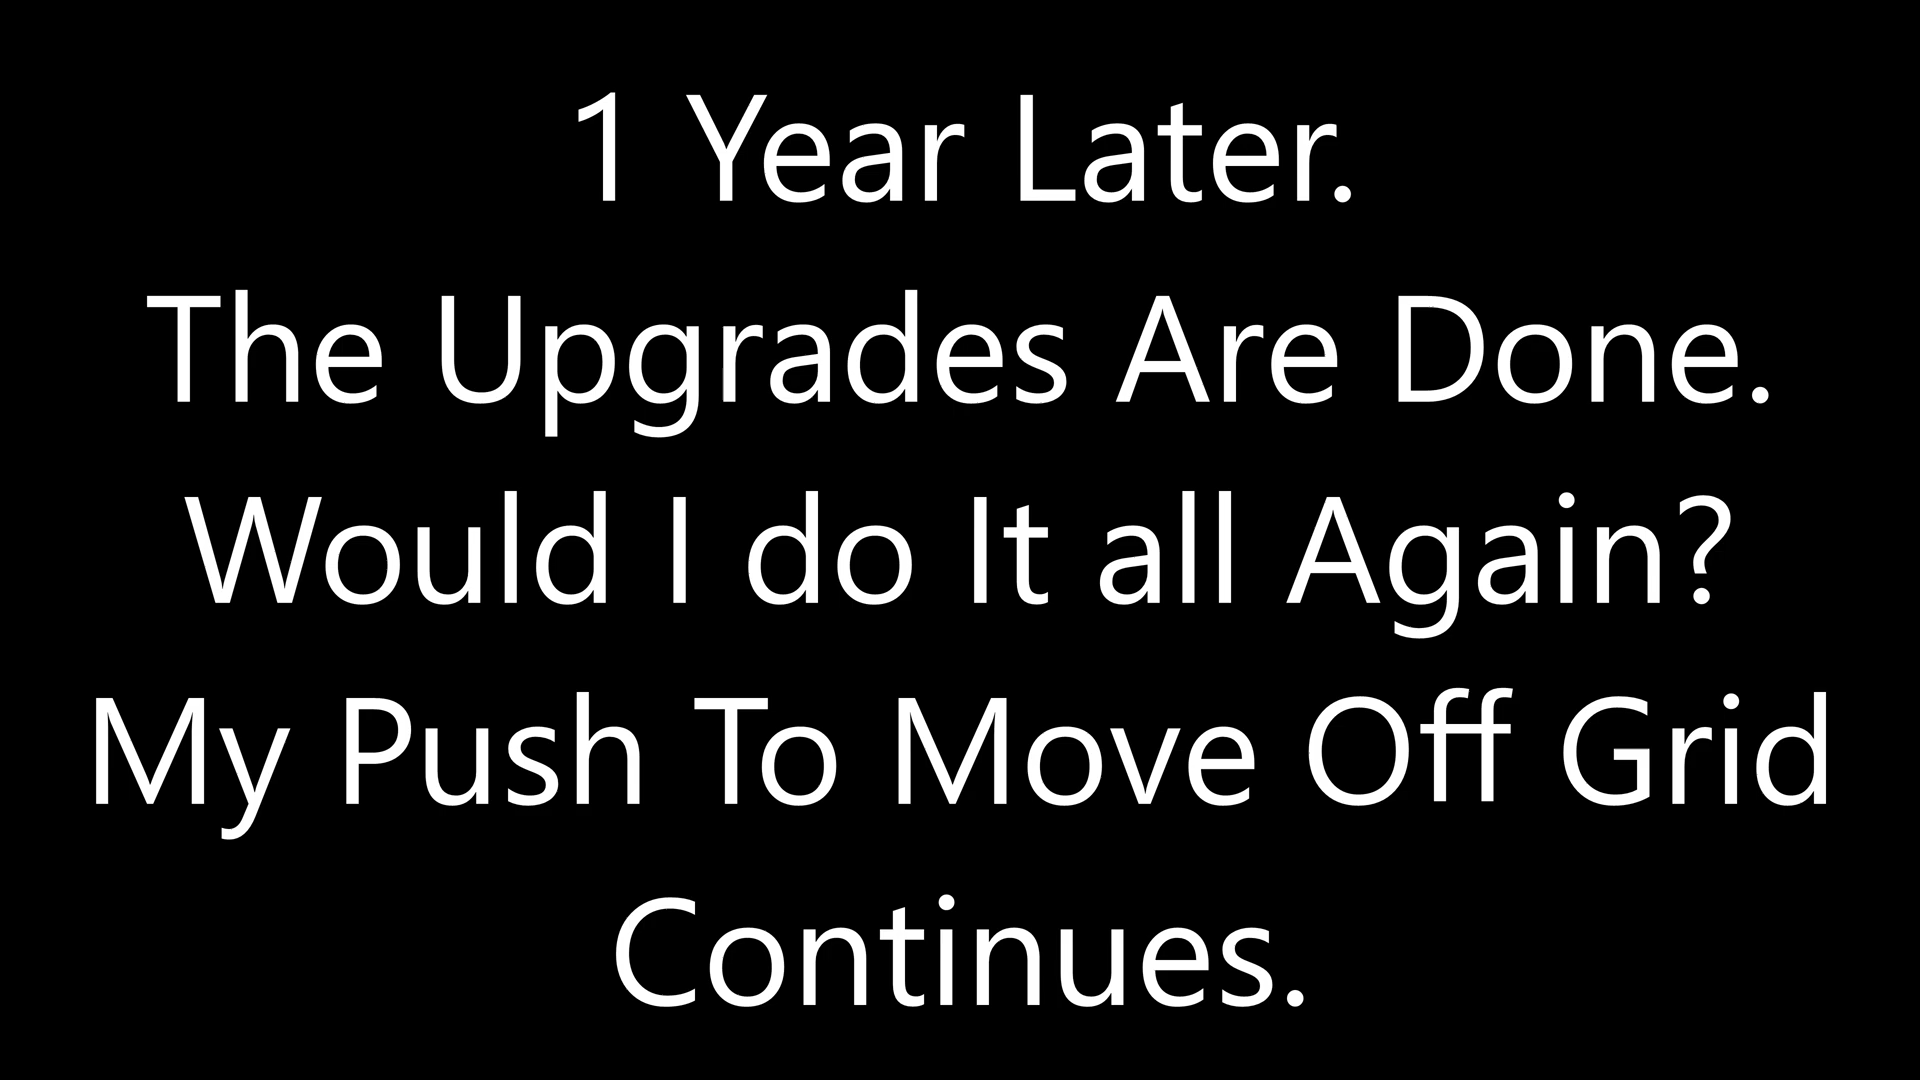 1 Year Later.
The Upgrades Are Done.
Would I do It all Again?
My Push To Move Off Grid
Continues.